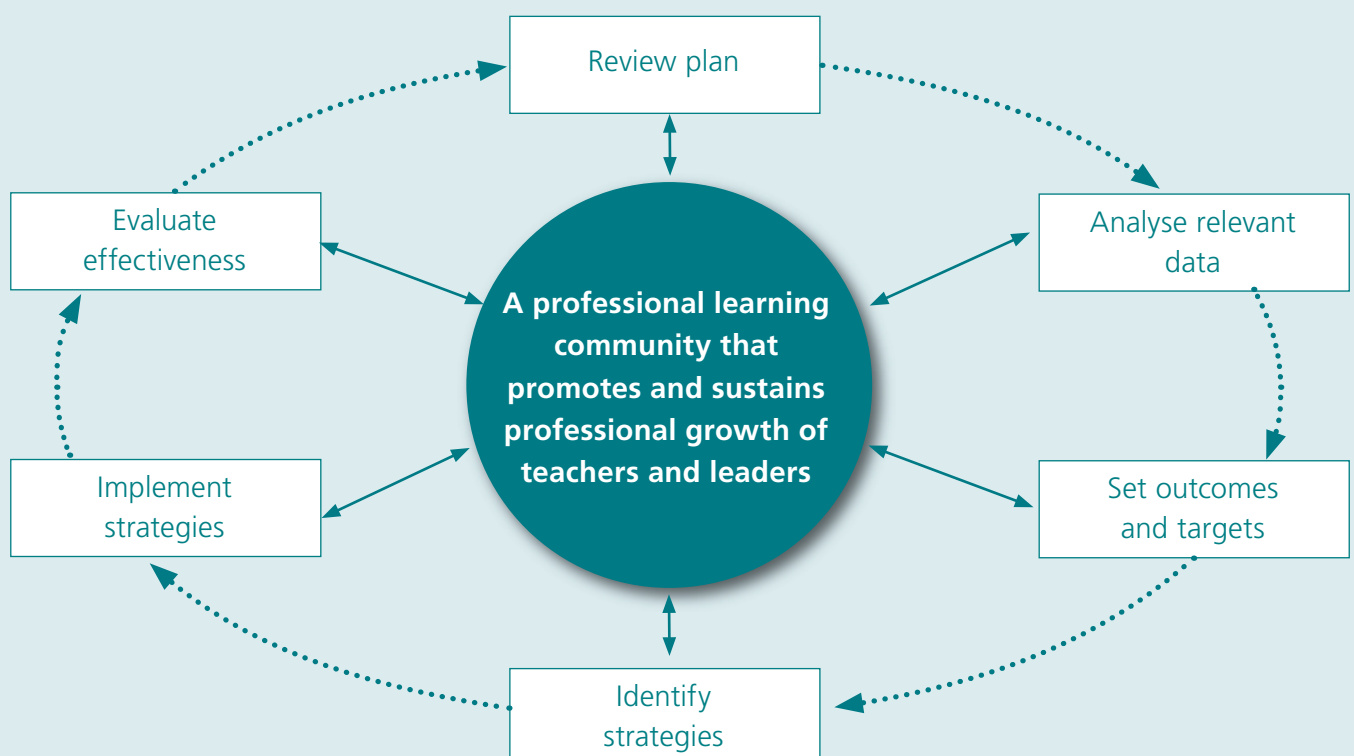 Review plan
Evaluate
effectiveness
Analyse relevant
data
A professional learning
community that
promotes and sustains
professional growth of
teachers and leaders
Implement
strategies
Set outcomes
and targets
Identify
strategies